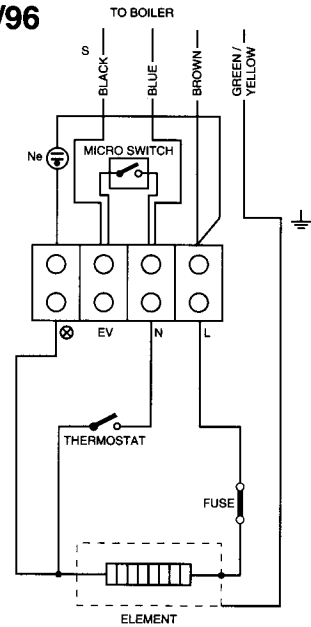 /96
TO BOILER
S
BLACK
BLUE
BROWN
GREEN/
YELLOW
Ne
MICRO SWITCH
EV
N
L
THERMOSTAT
FUSE
ELEMENT